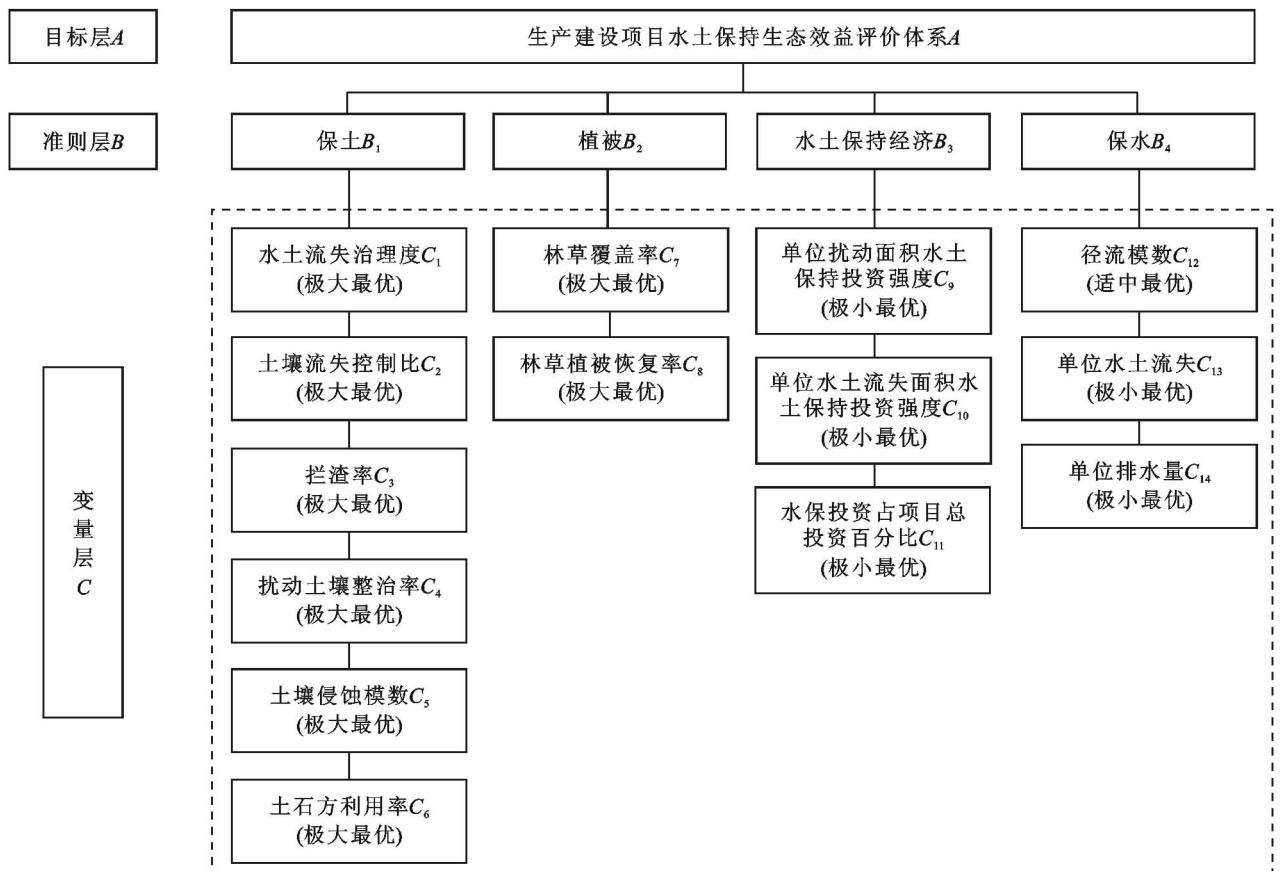 目标层A
生产建设项目水土保持生态效益评价体系A
准则层B
保土B₁
植被B₂
水土保持经济B₃
保水B₄
变
量
层
C
水土流失治理度C₁
(极大最优)
土壤流失控制比C₂
(极大最优)
拦渣率C₃
(极大最优)
扰动土壤整治率C₄
(极大最优)
土壤侵蚀模数C₅
(极大最优)
土石方利用率C₆
(极大最优)
林草覆盖率C₇
(极大最优)
林草植被恢复率C₈
(极大最优)
单位扰动面积水土
保持投资强度C₉
(极小最优)
单位水土流失面积水
土保持投资强度C₁₀
(极小最优)
水保投资占项目总
投资百分比C₁₁
(极小最优)
径流模数C₁₂
(适中最优)
单位水土流失C₁₃
(极小最优)
单位排水量C₁₄
(极小最优)